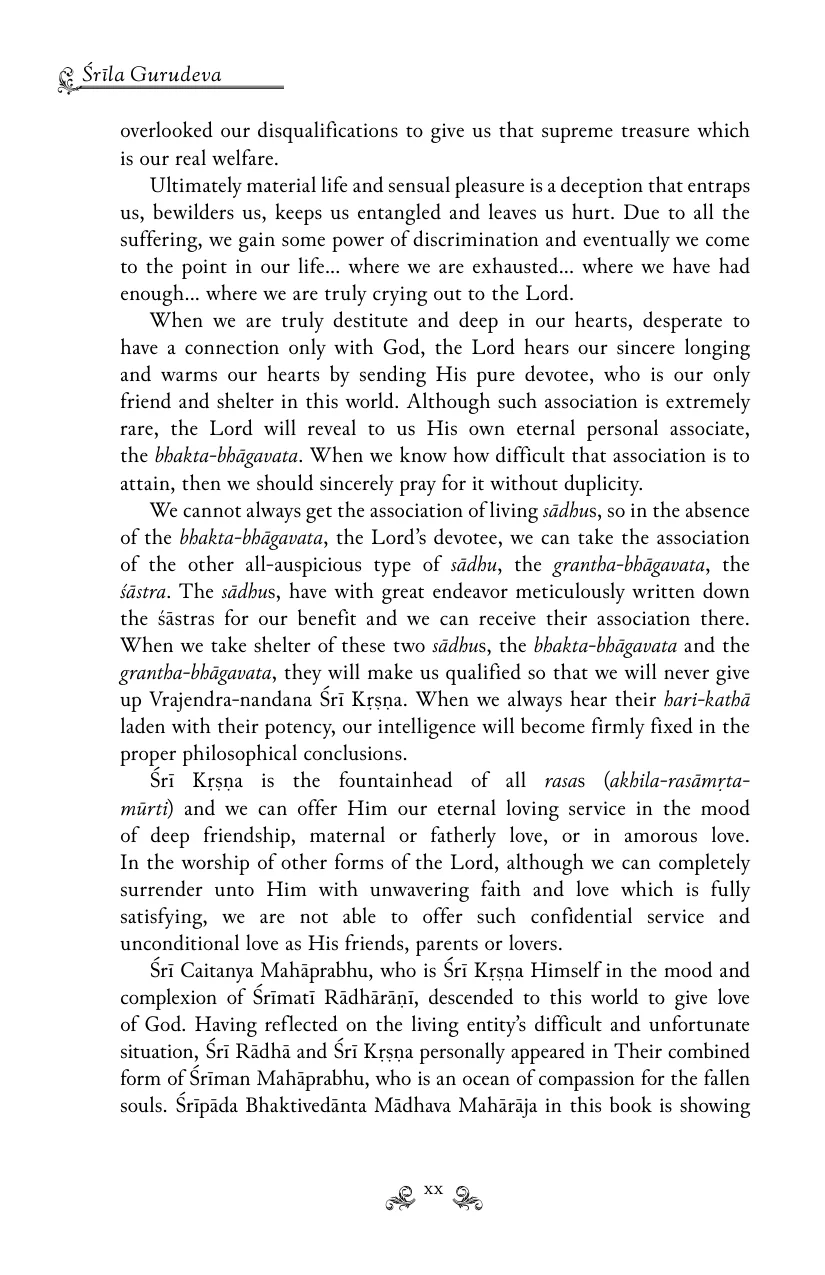 Śrīla Gurudeva
overlooked our disqualifications to give us that supreme treasure which
is our real welfare.
Ultimately material life and sensual pleasure is a deception that entraps
us, bewilders us, keeps us entangled and leaves us hurt. Due to all the
suffering, we gain some power of discrimination and eventually we come
to the point in our life... where we are exhausted... where we have had
enough... where we are truly crying out to the Lord.
When we are truly destitute and deep in our hearts, desperate to
have a connection only with God, the Lord hears our sincere longing
and warms our hearts by sending His pure devotee, who is our only
friend and shelter in this world. Although such association is extremely
rare, the Lord will reveal to us His own eternal personal associate,
the bhakta-bhāgavata. When we know how difficult that association is to
attain, then we should sincerely pray for it without duplicity.
We cannot always get the association of living sādhus, so in the absence
of the bhakta-bhāgavata, the Lord's devotee, we can take the association
of the other all-auspicious type of sādhu, the grantha-bhāgavata, the
śāstra. The sādhus, have with great endeavor meticulously written down
the śāstras for our benefit and we can receive their association there.
When we take shelter of these two sādhus, the bhakta-bhāgavata and the
grantha-bhāgavata, they will make us qualified so that we will never give
up Vrajendra-nandana Śrī Kṛṣṇa. When we always hear their hari-kathā
laden with their potency, our intelligence will become firmly fixed in the
proper philosophical conclusions.
Śrī Kṛṣṇa is the fountainhead of all rasas (akhila-rasāmṛta-
mūrti) and we can offer Him our eternal loving service in the mood
of deep friendship, maternal or fatherly love, or in amorous love.
In the worship of other forms of the Lord, although we can completely
surrender unto Him with unwavering faith and love which is fully
satisfying, we are not able to offer such confidential service and
unconditional love as His friends, parents or lovers.
Śrī Caitanya Mahāprabhu, who is Śrī Kṛṣṇa Himself in the mood and
complexion of Śrīmatī Rādhārāṇī, descended to this world to give love
of God. Having reflected on the living entity's difficult and unfortunate
situation, Śrī Rādhā and Śrī Kṛṣṇa personally appeared in Their combined
form of Śrīman Mahāprabhu, who is an ocean of compassion for the fallen
souls. Śrīpāda Bhaktivedānta Mādhava Mahārāja in this book is showing
xx